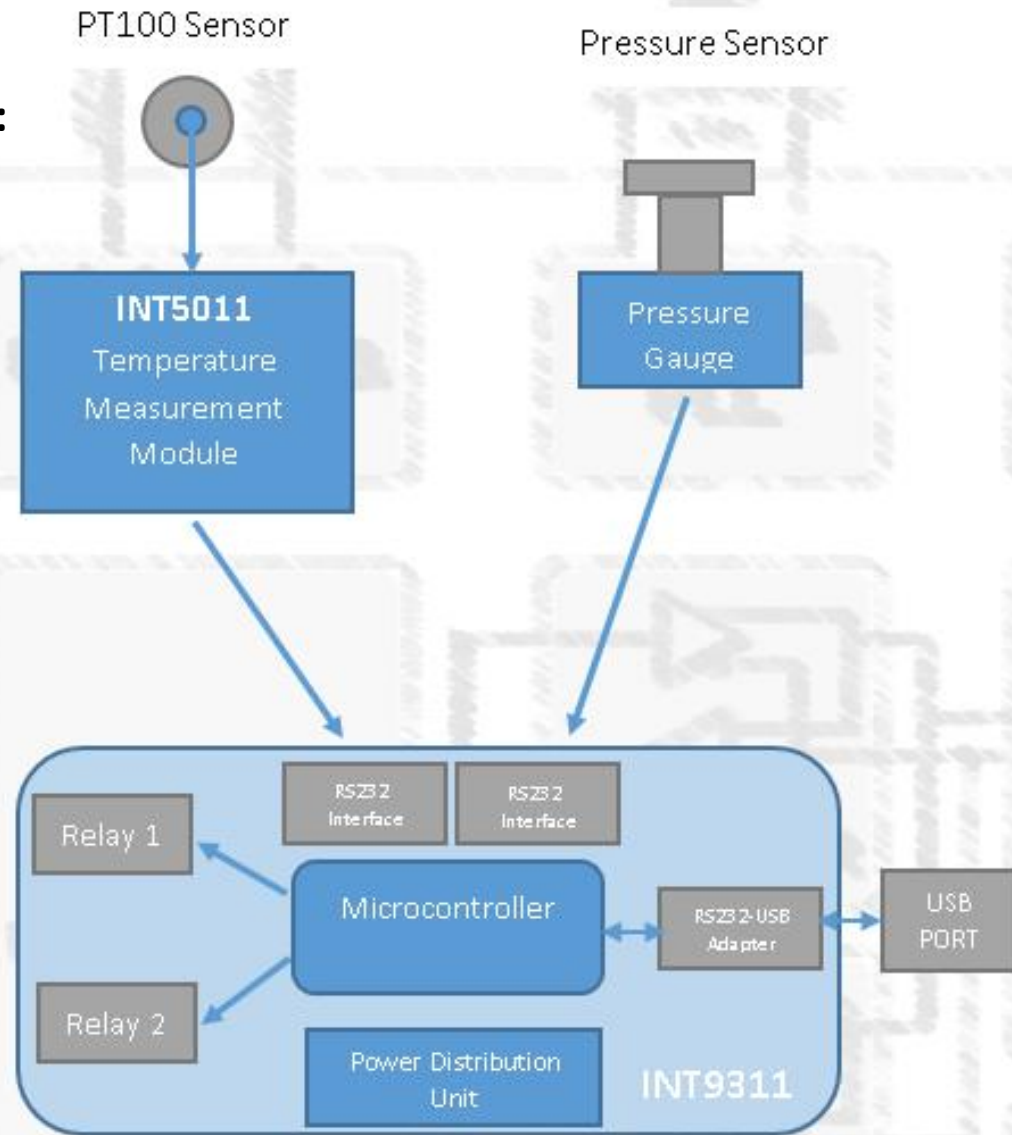 PT100 Sensor
Pressure Sensor
:
INT5011
Temperature
Measurement
Module
Pressure
Gauge
RS232
Interface
RS232
Interface
Relay 1
Microcontroller
RS232-USB
Adapter
USB
PORT
Relay 2
Power Distribution
Unit
INT9311